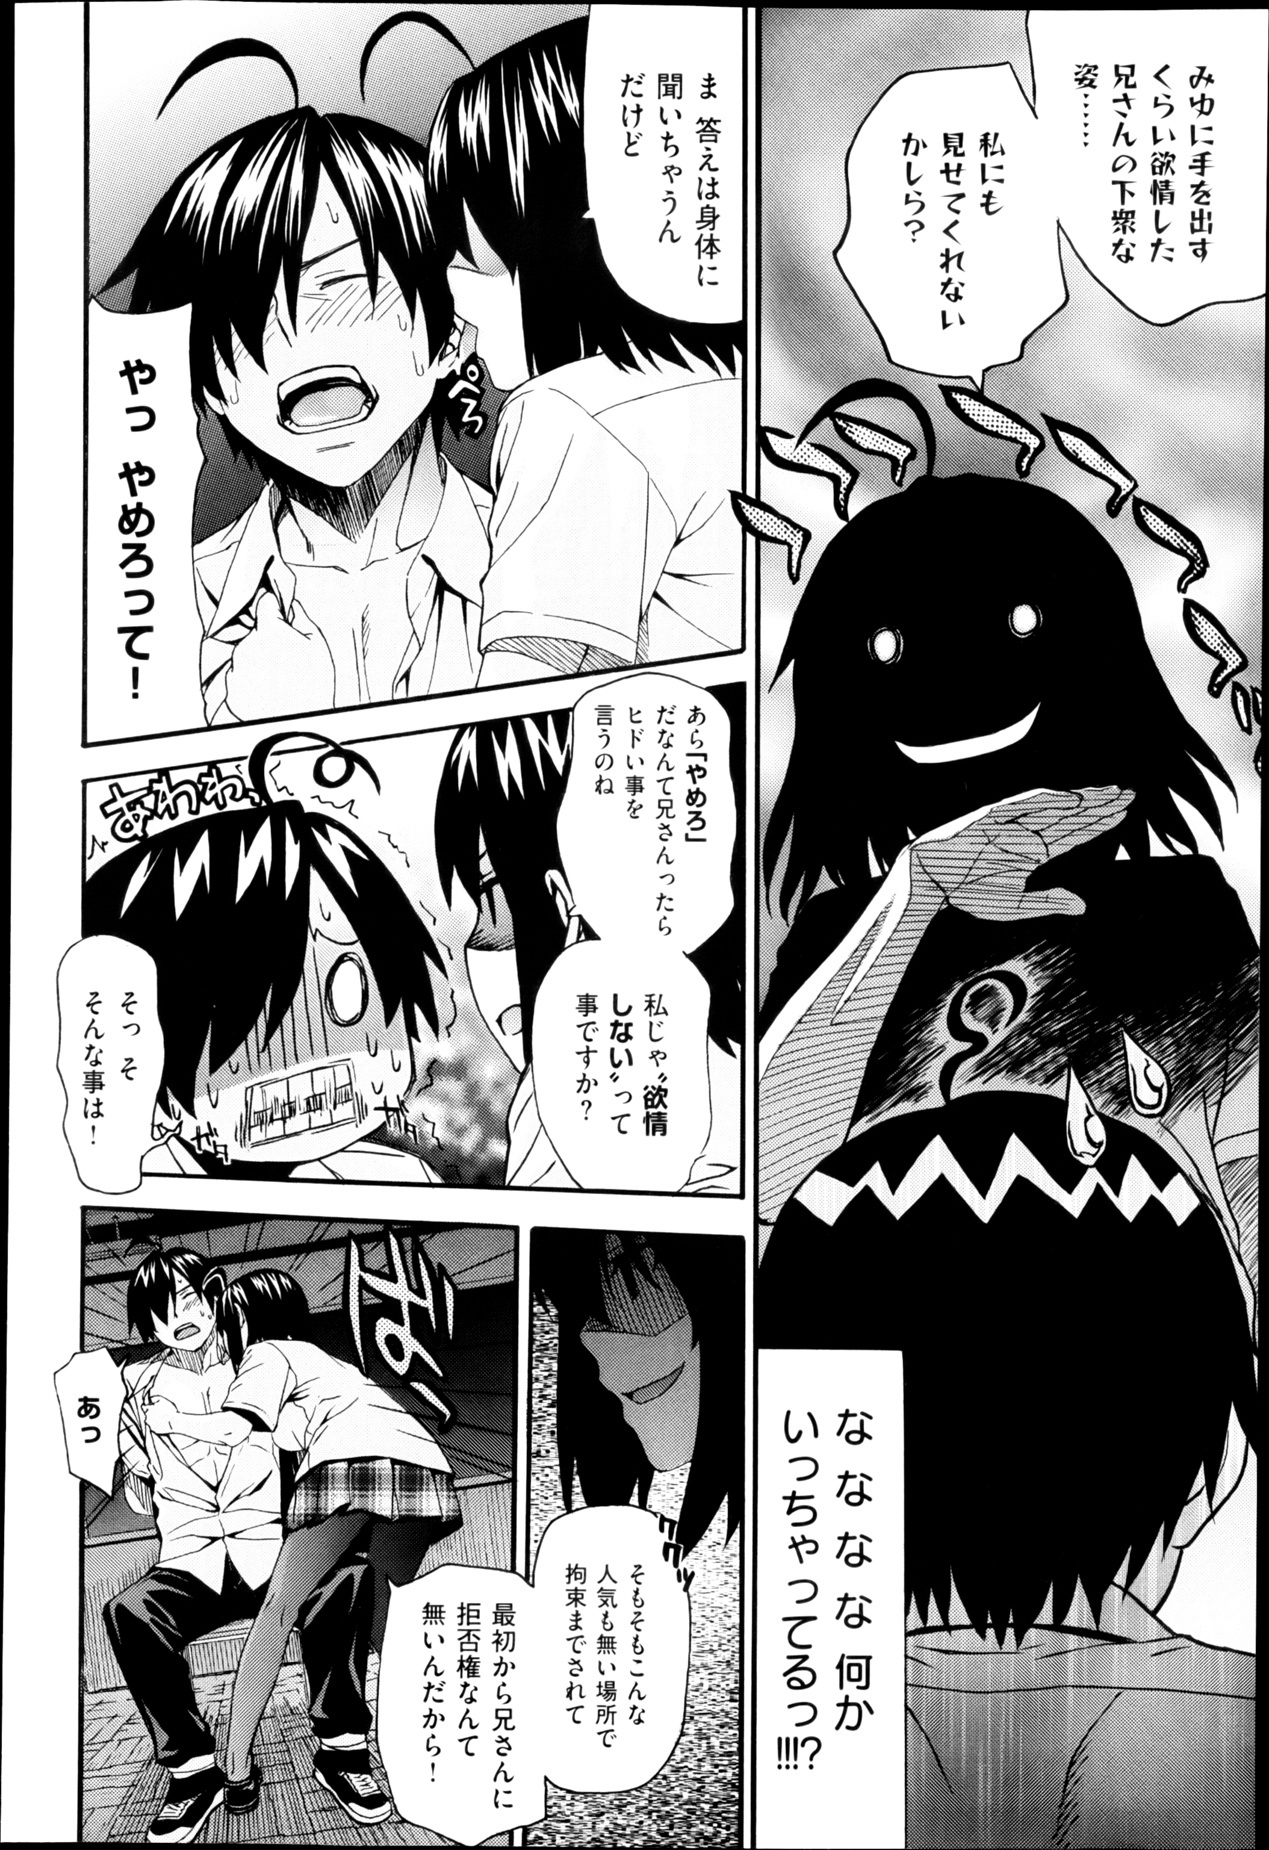 みゆに手を出す
くらい欲情した
兄さんの下衆な
姿……
私にも
見せてくれない
かしら？
なななな 何か
いっちゃってるっ!!!?
ま 答えは身体に
聞いちゃうん
だけど
ぺろ
やっ やめろって！
あら「やめろ」
だなんて兄さんったら
ヒドい事を
言うのね
私じゃ〝欲情
しない〟って
事ですか？
あわわ
ガタ
ガタ
そっ そ
そんな事は！
そもそもこんな
人気も無い場所で
拘束までされて
クク
最初から兄さんに
拒否権なんて
無いんだから！
あっ